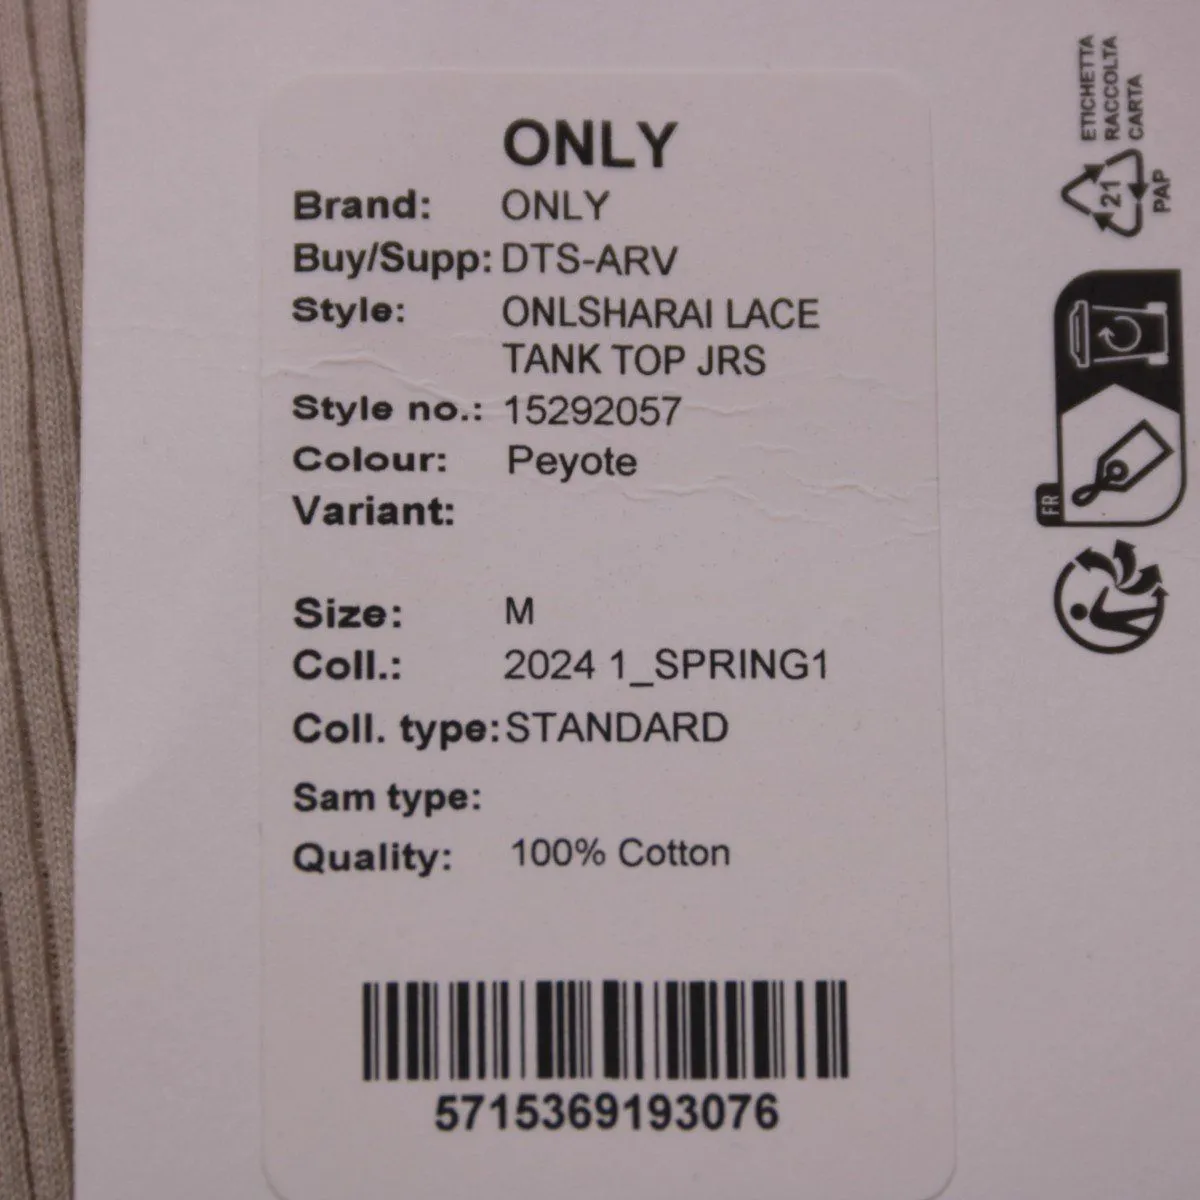 ONLY
Brand: ONLY
Buy/Supp: DTS-ARV
Style: ONLSHARAI LACE
TANK TOP JRS
Style no.: 15292057
Colour: Peyote
Variant:
Size: M
Coll.: 2024 1_SPRING1
Coll. type: STANDARD
Sam type:
Quality: 100% Cotton
5715369193076
ETICHETTA
RACCOLTA
CARTA
21
PAP
FR